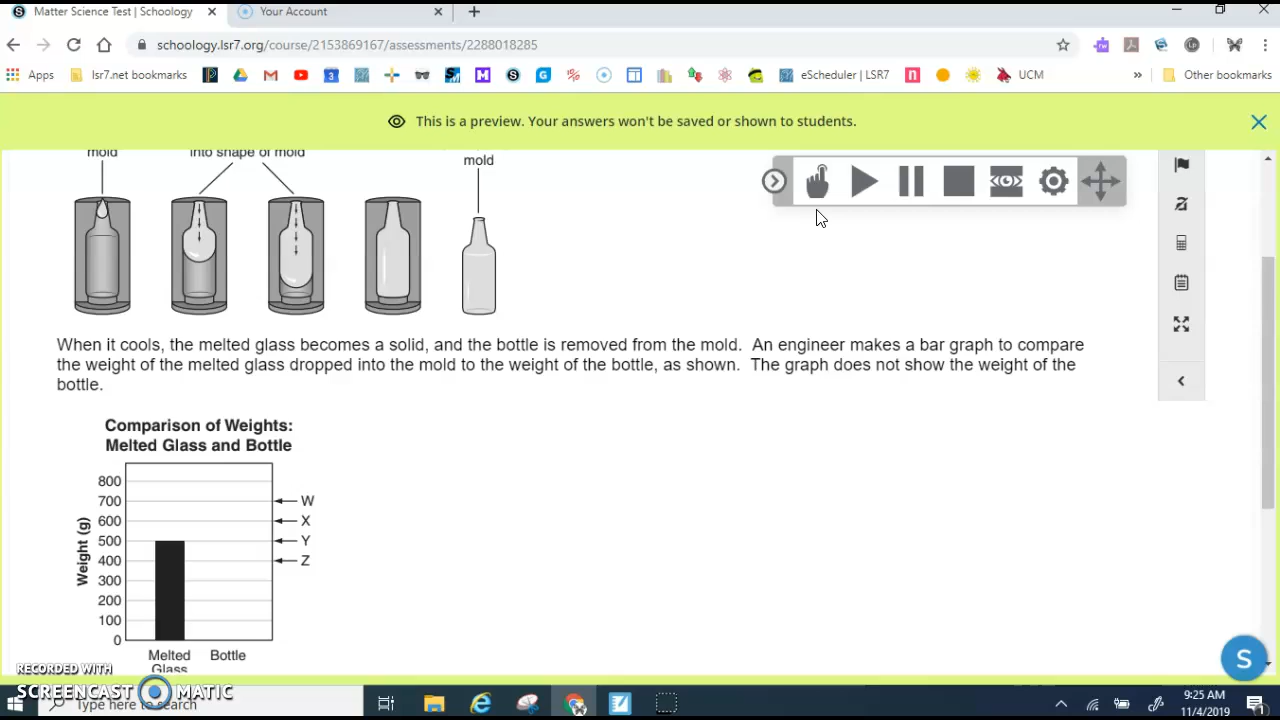 Matter Science Test | Schoology
Your Account
schoology.lsr7.org/course/2153869167/assessments/2288018285
Apps lsr7.net bookmarks eScheduler | LSR7 UCM » Other bookmarks
This is a preview. Your answers won't be saved or shown to students.
mold into shape of mold
mold
When it cools, the melted glass becomes a solid, and the bottle is removed from the mold. An engineer makes a bar graph to compare
the weight of the melted glass dropped into the mold to the weight of the bottle, as shown. The graph does not show the weight of the
bottle.
Comparison of Weights:
Melted Glass and Bottle
Weight (g)
800
700 W
600 X
500 Y
400 Z
300
200
100
0
Melted Bottle
Glass
S
RECORDED WITH
SCREENCAST MATIC
Type here to search
9:25 AM
11/4/2019